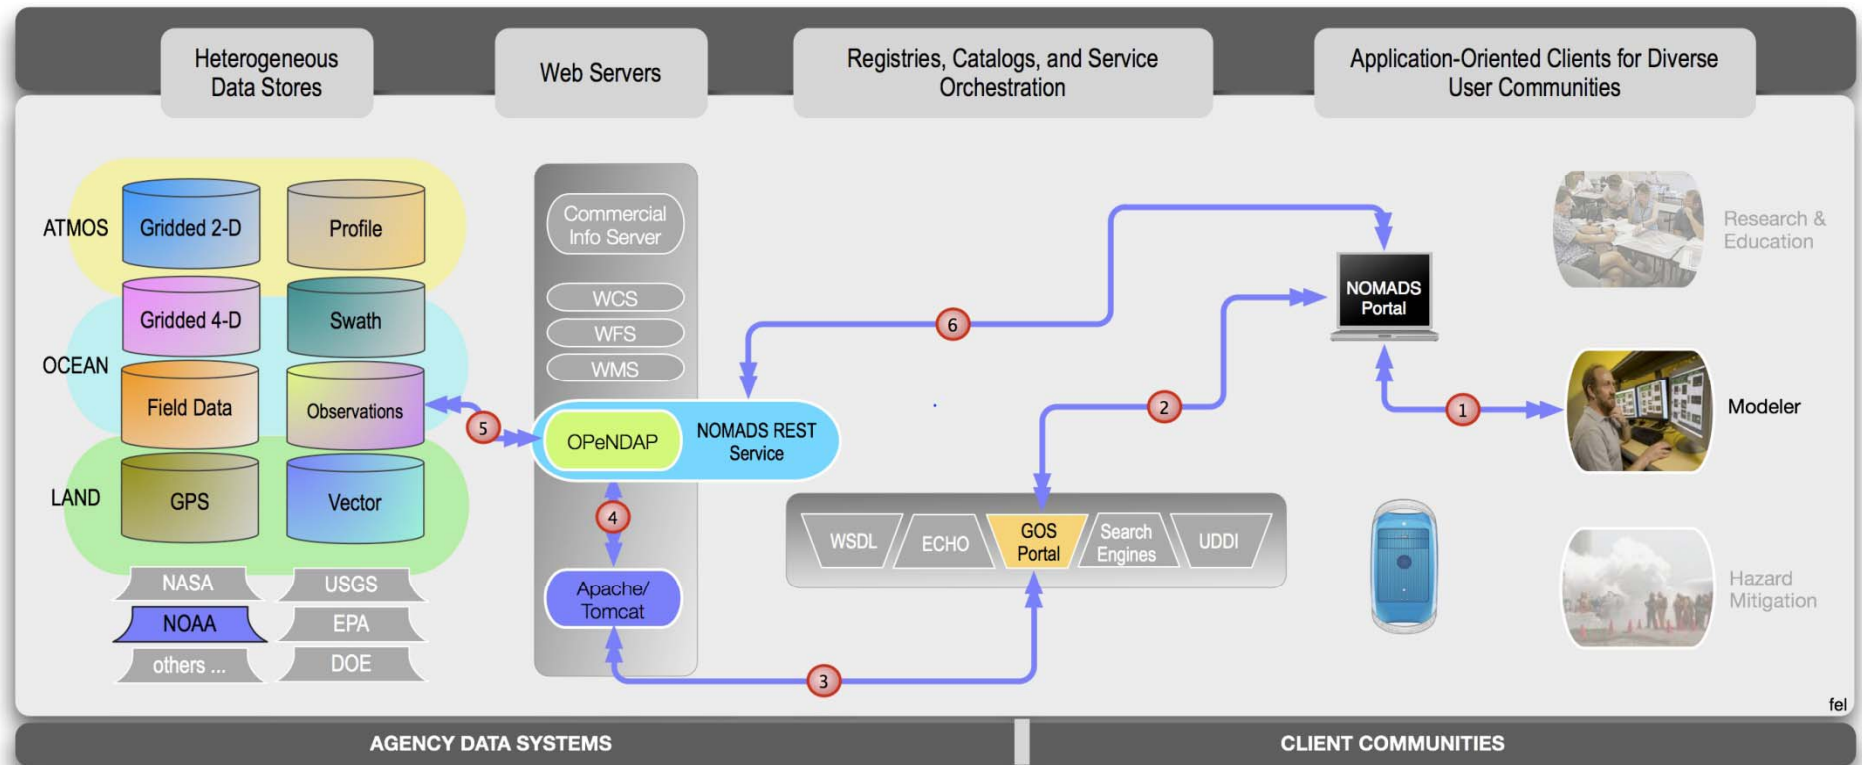 Heterogeneous
Data Stores
Web Servers
Registries, Catalogs, and Service
Orchestration
Application-Oriented Clients for Diverse
User Communities
ATMOS
Gridded 2-D
Profile
Gridded 4-D
Swath
OCEAN
Field Data
Observations
LAND
GPS
Vector
NASA
USGS
NOAA
EPA
others ...
DOE
Commercial
Info Server
WCS
WFS
WMS
OPeNDAP
NOMADS REST
Service
Apache/
Tomcat
5
4
3
6
2
1
WSDL
ECHO
GOS
Portal
Search
Engines
UDDI
NOMADS
Portal
Research &
Education
Modeler
Hazard
Mitigation
fel
AGENCY DATA SYSTEMS
CLIENT COMMUNITIES